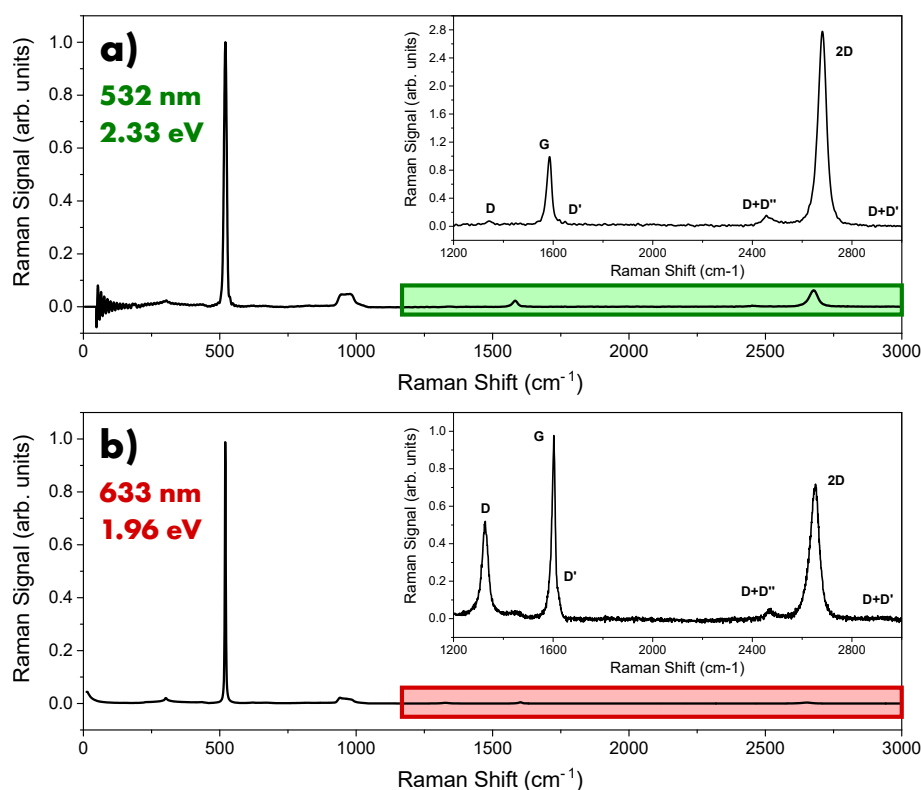 a)
532 nm
2.33 eV
Raman Signal (arb. units)
1.0
0.8
0.6
0.4
0.2
0.0
0
500
1000
1500
2000
2500
3000
Raman Shift (cm-1)
Raman Signal (arb. units)
2.8
2.4
2.0
1.6
1.2
0.8
0.4
0.0
D
G
D'
D+D"
2D
D+D'
1200
1600
2000
2400
2800
Raman Shift (cm-1)
b)
633 nm
1.96 eV
Raman Signal (arb. units)
1.0
0.8
0.6
0.4
0.2
0.0
0
500
1000
1500
2000
2500
3000
Raman Shift (cm-1)
Raman Signal (arb. units)
1.0
0.8
0.6
0.4
0.2
0.0
D
G
D'
D+D"
2D
D+D'
1200
1600
2000
2400
2800
Raman Shift (cm-1)